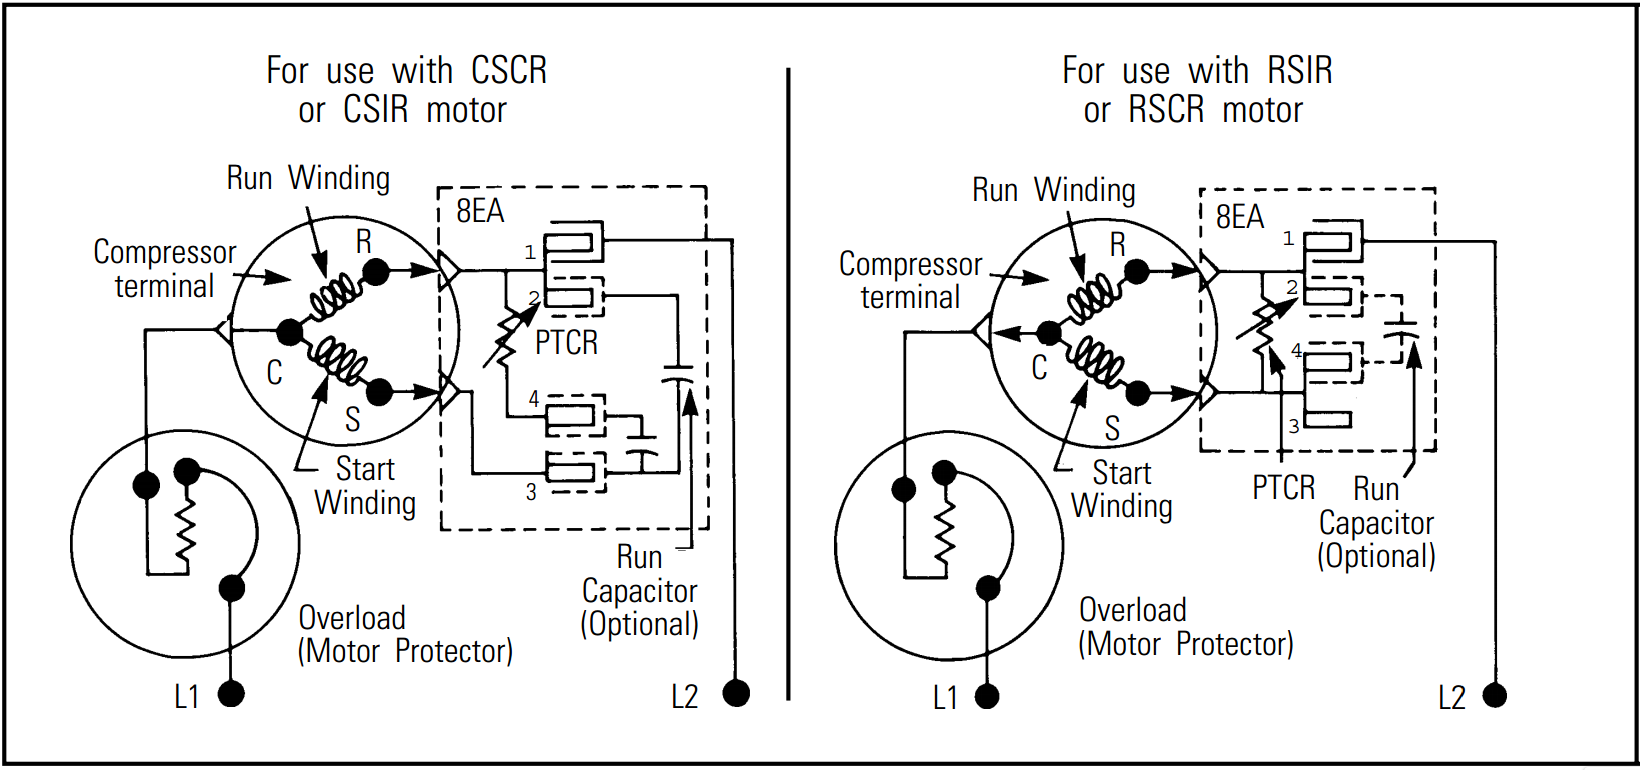 For use with CSCR
or CSIR motor
Run Winding
8EA
Compressor
terminal
R
1
2
PTCR
C
S
4
3
Start
Winding
Run
Capacitor
(Optional)
Overload
(Motor Protector)
L1
L2
For use with RSIR
or RSCR motor
Run Winding
8EA
Compressor
terminal
R
1
2
4
3
C
S
Start
Winding
PTCR
Run
Capacitor
(Optional)
Overload
(Motor Protector)
L1
L2